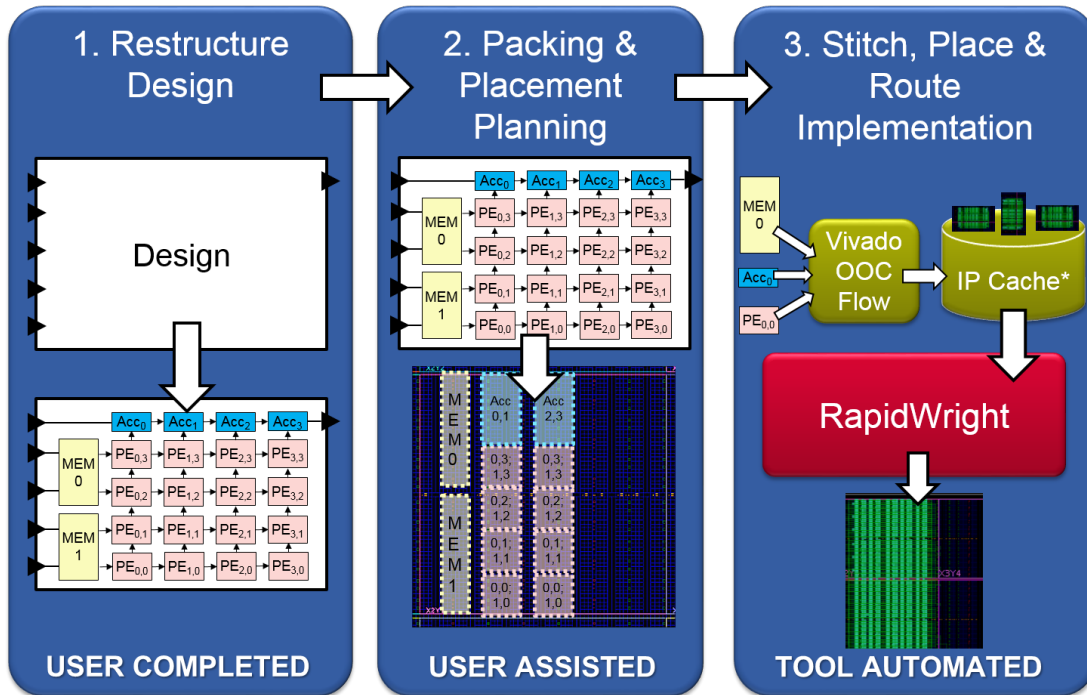 1. Restructure
Design
Design
Acc0 Acc1 Acc2 Acc3
MEM
0
PE0,3 PE1,3 PE2,3 PE3,3
PE0,2 PE1,2 PE2,2 PE3,2
MEM
1
PE0,1 PE1,1 PE2,1 PE3,1
PE0,0 PE1,0 PE2,0 PE3,0
USER COMPLETED
2. Packing &
Placement
Planning
Acc0 Acc1 Acc2 Acc3
MEM
0
PE0,3 PE1,3 PE2,3 PE3,3
PE0,2 PE1,2 PE2,2 PE3,2
MEM
1
PE0,1 PE1,1 PE2,1 PE3,1
PE0,0 PE1,0 PE2,0 PE3,0
MEM0
MEM1
Acc
0,1
Acc
2,3
0,3;
1,3
0,3;
1,3
0,2;
1,2
0,2;
1,2
0,1;
1,1
0,1;
1,1
0,0;
1,0
0,0;
1,0
X2Y
USER ASSISTED
3. Stitch, Place &
Route
Implementation
MEM
0
Acc0
PE0,0
Vivado
OOC
Flow
IP Cache*
RapidWright
X3Y4
TOOL AUTOMATED